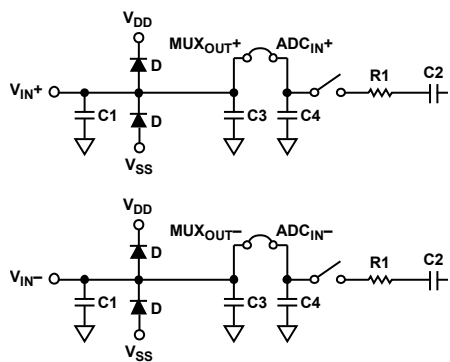 VDD
MUXOUT+ ADCIN+
D
R1 C2
VIN+
C1 D C3 C4
VSS
VDD
MUXOUT– ADCIN–
D
R1 C2
VIN–
C1 D C3 C4
VSS